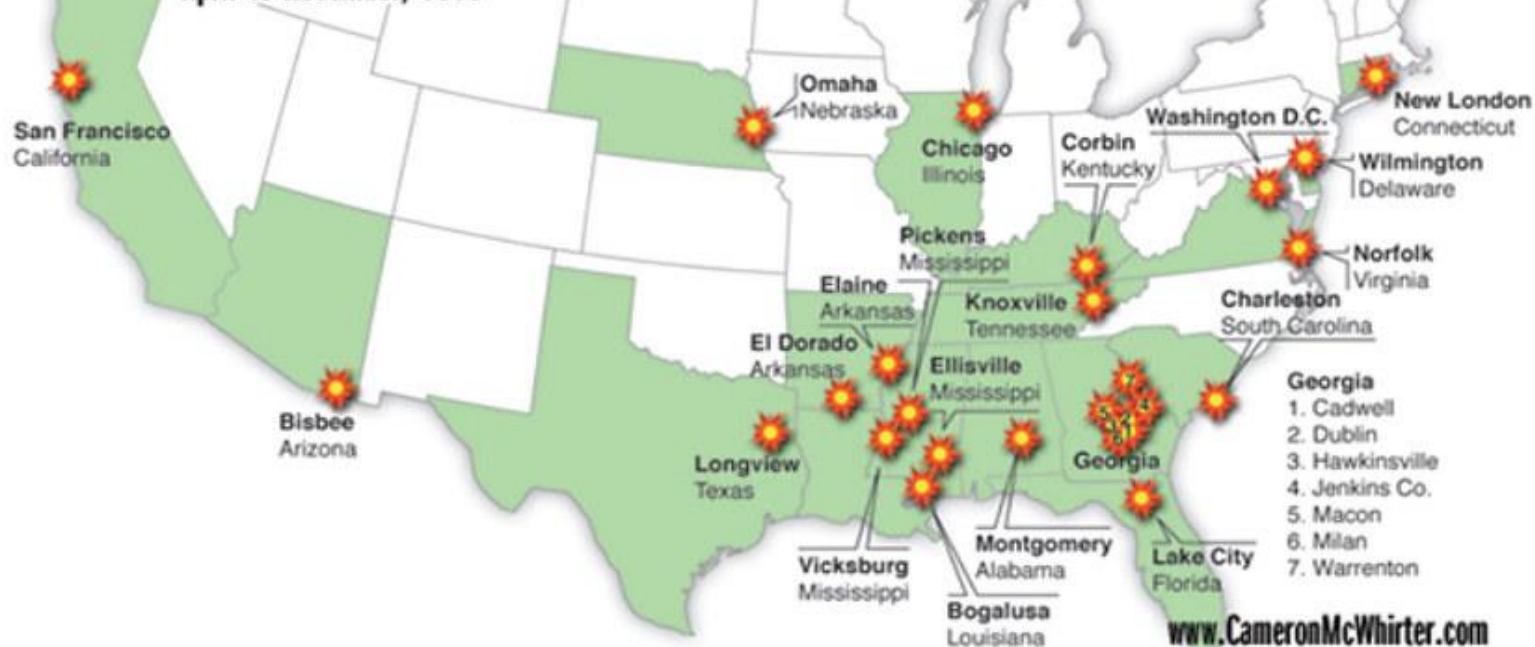 San Francisco
California
Omaha
Nebraska
Chicago
Illinois
Corbin
Kentucky
Washington D.C.
New London
Connecticut
Wilmington
Delaware
Norfolk
Virginia
Pickens
Mississippi
Elaine
Arkansas
Knoxville
Tennessee
Charleston
South Carolina
El Dorado
Arkansas
Ellisville
Mississippi
Bisbee
Arizona
Longview
Texas
Georgia
Georgia
1. Cadwell
2. Dublin
3. Hawkinsville
4. Jenkins Co.
5. Macon
6. Milan
7. Warrenton
Vicksburg
Mississippi
Montgomery
Alabama
Lake City
Florida
Bogalusa
Louisiana
www.CameronMcWhirter.com